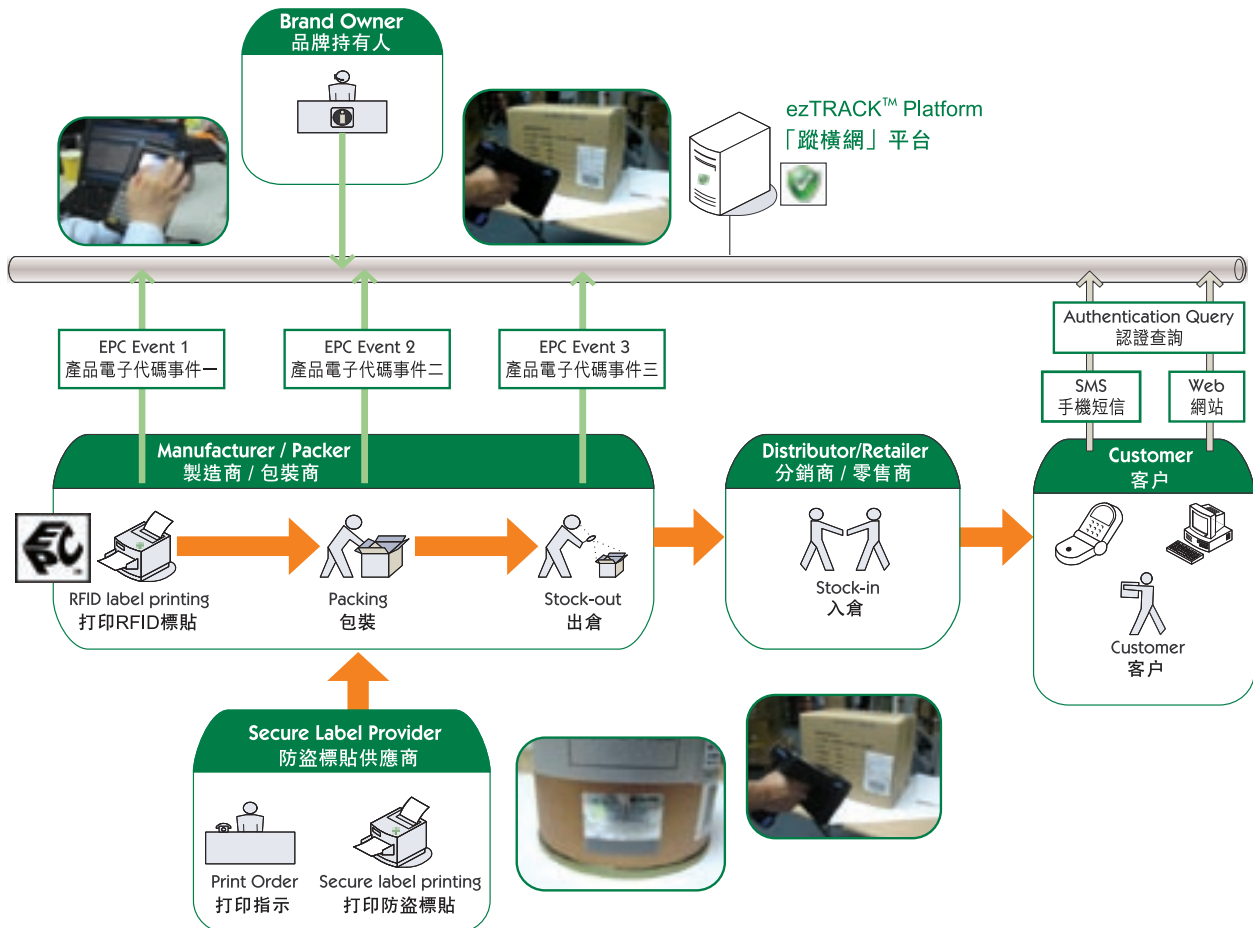 Brand Owner
品牌持有人
ezTRACK™ Platform
「蹤橫網」平台
EPC Event 1
產品電子代碼事件一
EPC Event 2
產品電子代碼事件二
EPC Event 3
產品電子代碼事件三
Authentication Query
認證查詢
SMS
手機短信
Web
網站
Manufacturer / Packer
製造商 / 包裝商
Distributor/Retailer
分銷商 / 零售商
Customer
客户
EPC
RFID label printing
打印RFID標貼
Packing
包裝
Stock-out
出倉
Stock-in
入倉
Customer
客户
Secure Label Provider
防盜標貼供應商
Print Order
打印指示
Secure label printing
打印防盜標貼